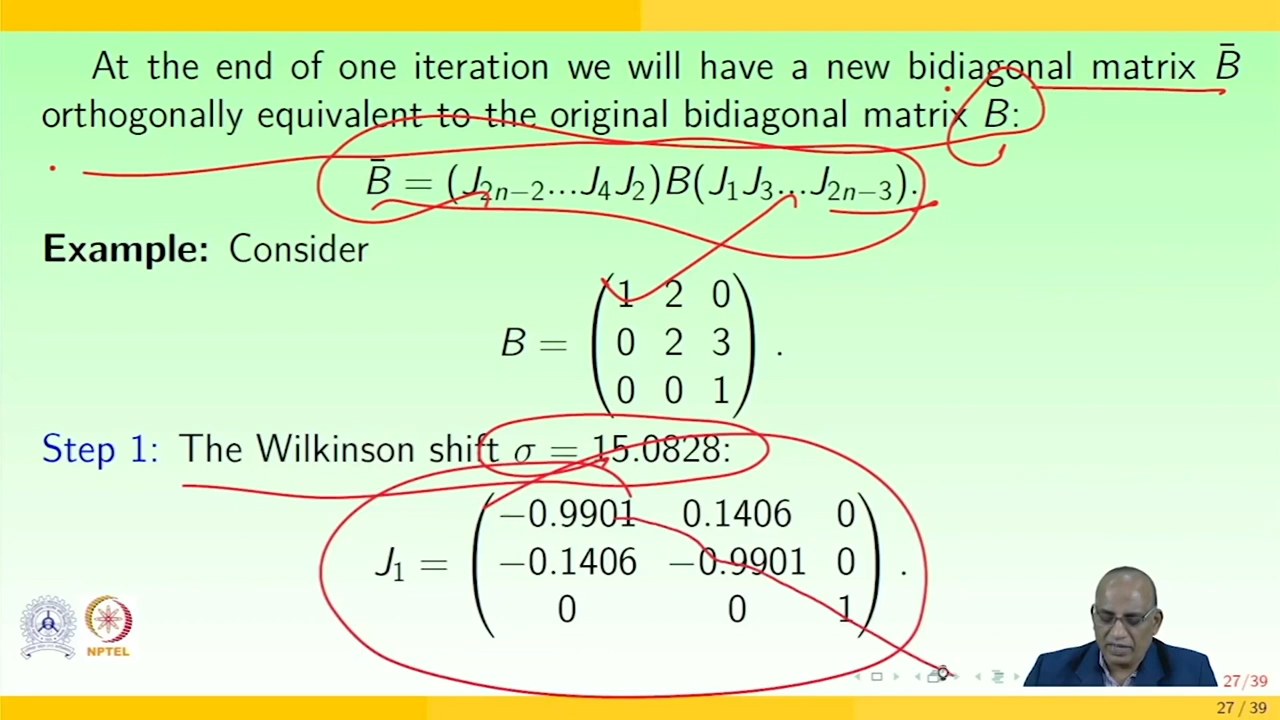 At the end of one iteration we will have a new bidiagonal matrix B̄
orthogonally equivalent to the original bidiagonal matrix B:
B̄ = (J₂ₙ₋₂...J₄J₂)B(J₁J₃...J₂ₙ₋₃).
Example: Consider
B = ( 1 2 0
0 2 3
0 0 1 ) .
Step 1: The Wilkinson shift σ = 15.0828:
J₁ = ( −0.9901 0.1406 0
−0.1406 −0.9901 0
0 0 1 ) .
NPTEL
27/39
27 / 39